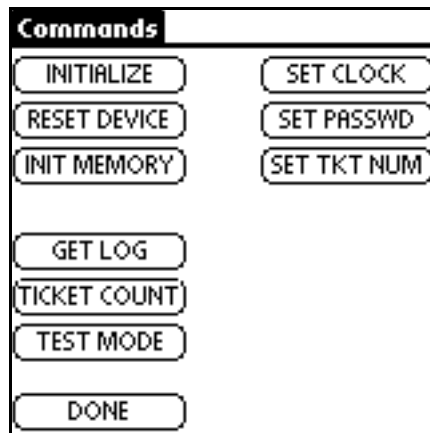 Commands
INITIALIZE
SET CLOCK
RESET DEVICE
SET PASSWD
INIT MEMORY
SET TKT NUM
GET LOG
TICKET COUNT
TEST MODE
DONE